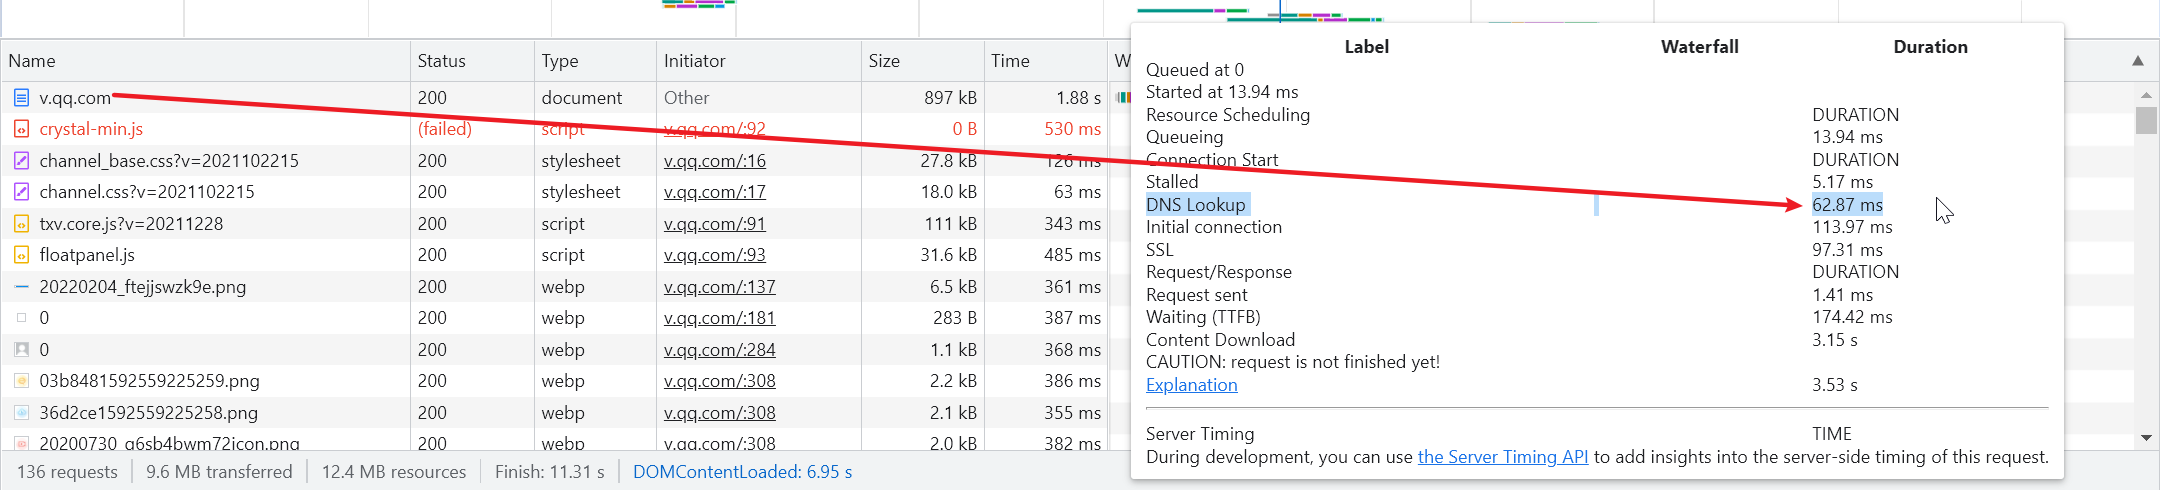 Name Status Type Initiator Size Time W
v.qq.com 200 document Other 897 kB 1.88 s
crystal-min.js (failed) script v.qq.com/:92 0 B 530 ms
channel_base.css?v=2021102215 200 stylesheet v.qq.com/:16 27.8 kB 126 ms
channel.css?v=2021102215 200 stylesheet v.qq.com/:17 18.0 kB 63 ms
txv.core.js?v=20211228 200 script v.qq.com/:91 111 kB 343 ms
floatpanel.js 200 script v.qq.com/:93 31.6 kB 485 ms
20220204_ftejjswzk9e.png 200 webp v.qq.com/:137 6.5 kB 361 ms
0 200 webp v.qq.com/:181 283 B 387 ms
0 200 webp v.qq.com/:284 1.1 kB 368 ms
03b8481592559225259.png 200 webp v.qq.com/:308 2.2 kB 386 ms
36d2ce1592559225258.png 200 webp v.qq.com/:308 2.1 kB 355 ms
20200730_q6sb4bwm72icon.png 200 webp v.qq.com/:308 2.0 kB 382 ms
136 requests 9.6 MB transferred 12.4 MB resources Finish: 11.31 s DOMContentLoaded: 6.95 s
Label Waterfall Duration
Queued at 0
Started at 13.94 ms
Resource Scheduling DURATION
Queueing 13.94 ms
Connection Start DURATION
Stalled 5.17 ms
DNS Lookup 62.87 ms
Initial connection 113.97 ms
SSL 97.31 ms
Request/Response DURATION
Request sent 1.41 ms
Waiting (TTFB) 174.42 ms
Content Download 3.15 s
CAUTION: request is not finished yet!
Explanation 3.53 s
Server Timing TIME
During development, you can use the Server Timing API to add insights into the server-side timing of this request.